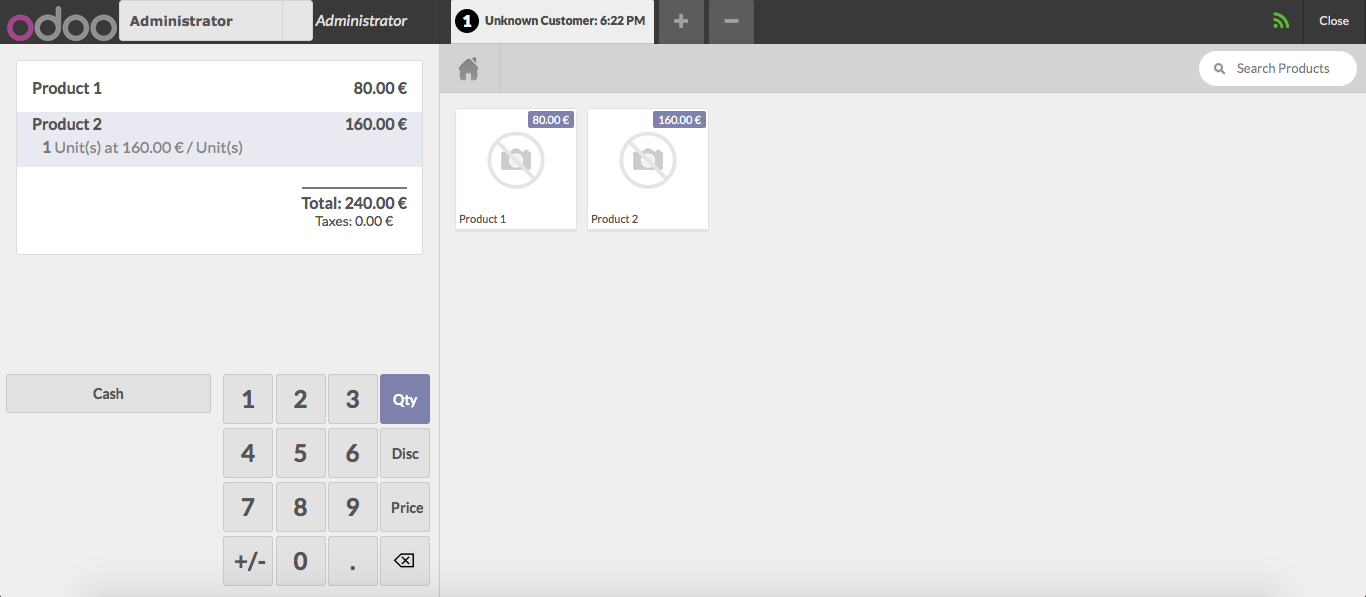 odoo Administrator Administrator 1 Unknown Customer: 6:22 PM + − Close
Search Products
Product 1 80.00 €
Product 2 160.00 €
1 Unit(s) at 160.00 € / Unit(s)
Total: 240.00 €
Taxes: 0.00 €
80.00 € 160.00 €
Product 1 Product 2
Cash
1 2 3 Qty
4 5 6 Disc
7 8 9 Price
+/- 0 .